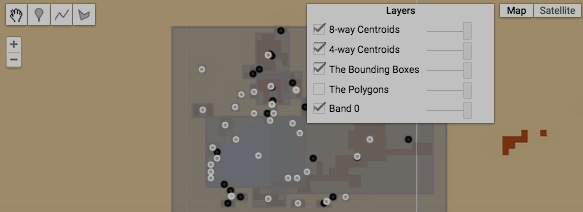 Layers
Map Satellite
8-way Centroids
4-way Centroids
The Bounding Boxes
The Polygons
Band 0
+
−